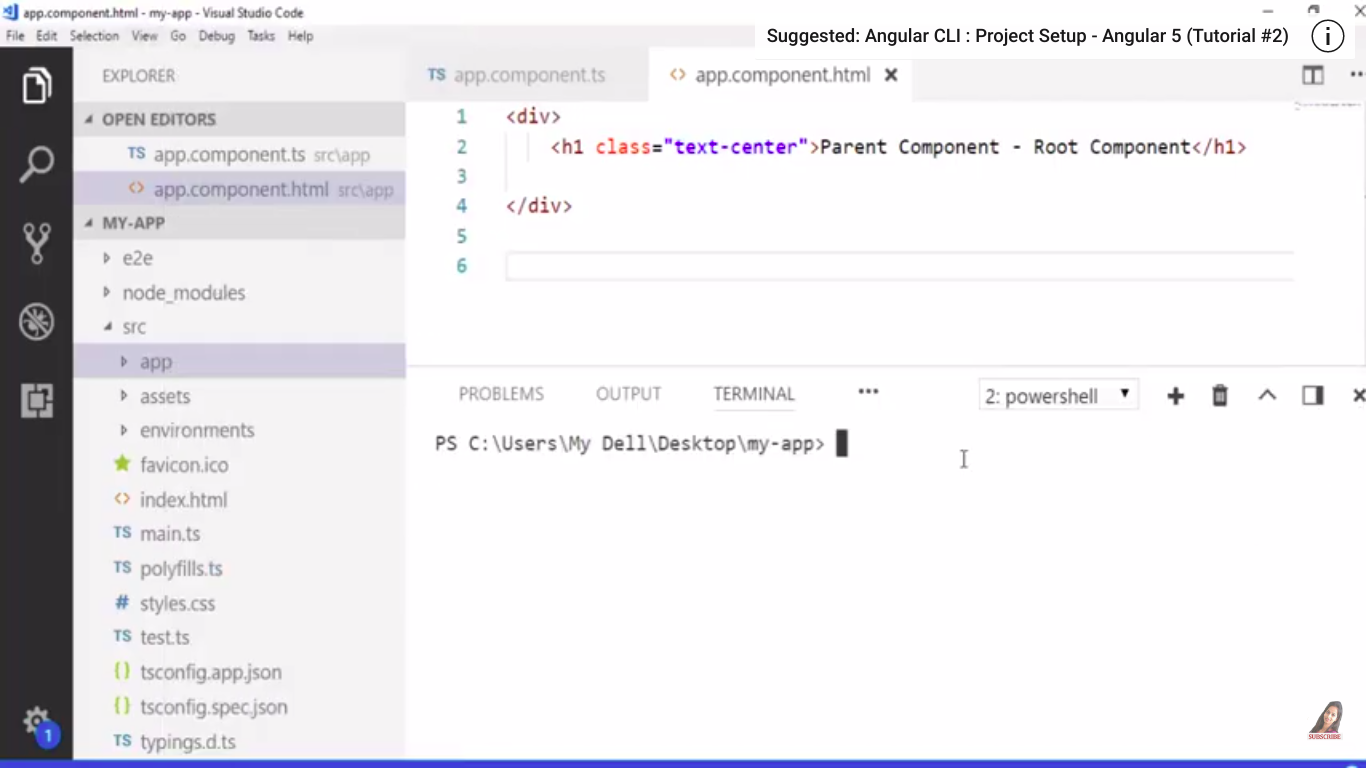 app.component.html - my-app - Visual Studio Code
File Edit Selection View Go Debug Tasks Help
Suggested: Angular CLI : Project Setup - Angular 5 (Tutorial #2)
EXPLORER
OPEN EDITORS
TS app.component.ts src\app
<> app.component.html src\app
MY-APP
e2e
node_modules
src
app
assets
environments
favicon.ico
<> index.html
TS main.ts
TS polyfills.ts
# styles.css
TS test.ts
{} tsconfig.app.json
{} tsconfig.spec.json
TS typings.d.ts
1
TS app.component.ts
<> app.component.html
1 <div>
2 <h1 class="text-center">Parent Component - Root Component</h1>
3
4 </div>
5
6
PROBLEMS OUTPUT TERMINAL ••• 2: powershell
PS C:\Users\My Dell\Desktop\my-app>
SUBSCRIBE